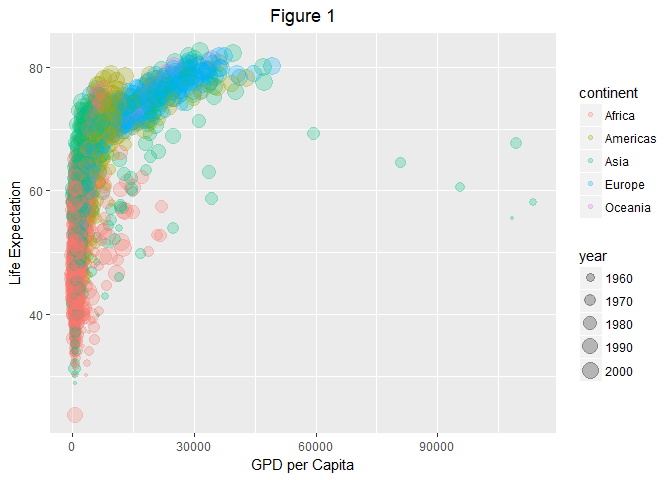 Figure 1
Life Expectation
80
60
40
0 30000 60000 90000
GPD per Capita
continent
Africa
Americas
Asia
Europe
Oceania
year
1960
1970
1980
1990
2000